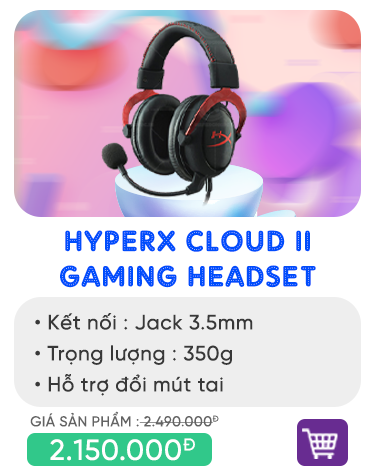 HYPERX CLOUD II
GAMING HEADSET
• Kết nối : Jack 3.5mm
• Trọng lượng : 350g
• Hỗ trợ đổi mút tai
GIÁ SẢN PHẨM : 2.490.000Đ
2.150.000Đ